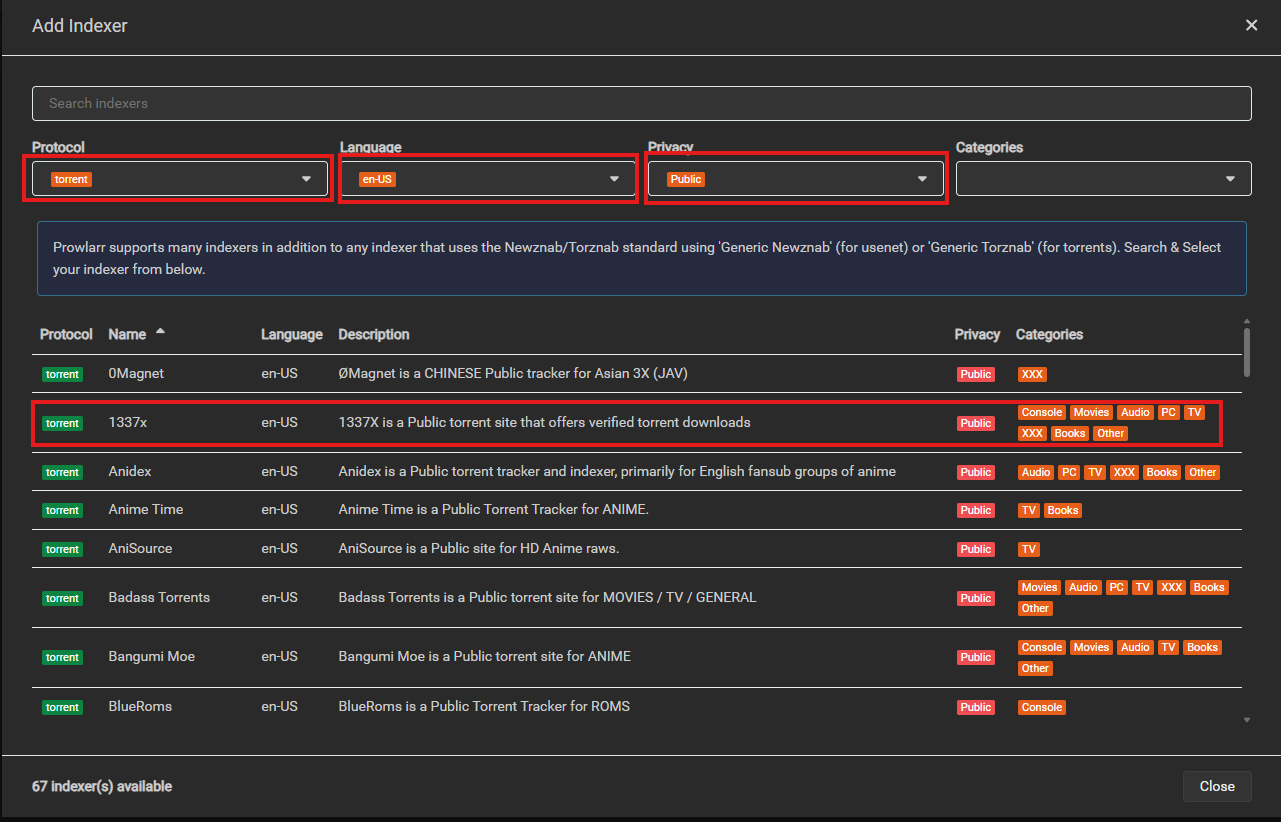 Add Indexer
Search indexers
Protocol Language Privacy Categories
torrent en-US Public
Prowlarr supports many indexers in addition to any indexer that uses the Newznab/Torznab standard using 'Generic Newznab' (for usenet) or 'Generic Torznab' (for torrents). Search & Select
your indexer from below.
Protocol Name Language Description Privacy Categories
torrent 0Magnet en-US ØMagnet is a CHINESE Public tracker for Asian 3X (JAV) Public XXX
torrent 1337x en-US 1337X is a Public torrent site that offers verified torrent downloads Public Console Movies Audio PC TV
XXX Books Other
torrent Anidex en-US Anidex is a Public torrent tracker and indexer, primarily for English fansub groups of anime Public Audio PC TV XXX Books Other
torrent Anime Time en-US Anime Time is a Public Torrent Tracker for ANIME. Public TV Books
torrent AniSource en-US AniSource is a Public site for HD Anime raws. Public TV
torrent Badass Torrents en-US Badass Torrents is a Public torrent site for MOVIES / TV / GENERAL Public Movies Audio PC TV XXX Books
Other
torrent Bangumi Moe en-US Bangumi Moe is a Public torrent site for ANIME Public Console Movies Audio TV Books
Other
torrent BlueRoms en-US BlueRoms is a Public Torrent Tracker for ROMS Public Console
67 indexer(s) available
Close